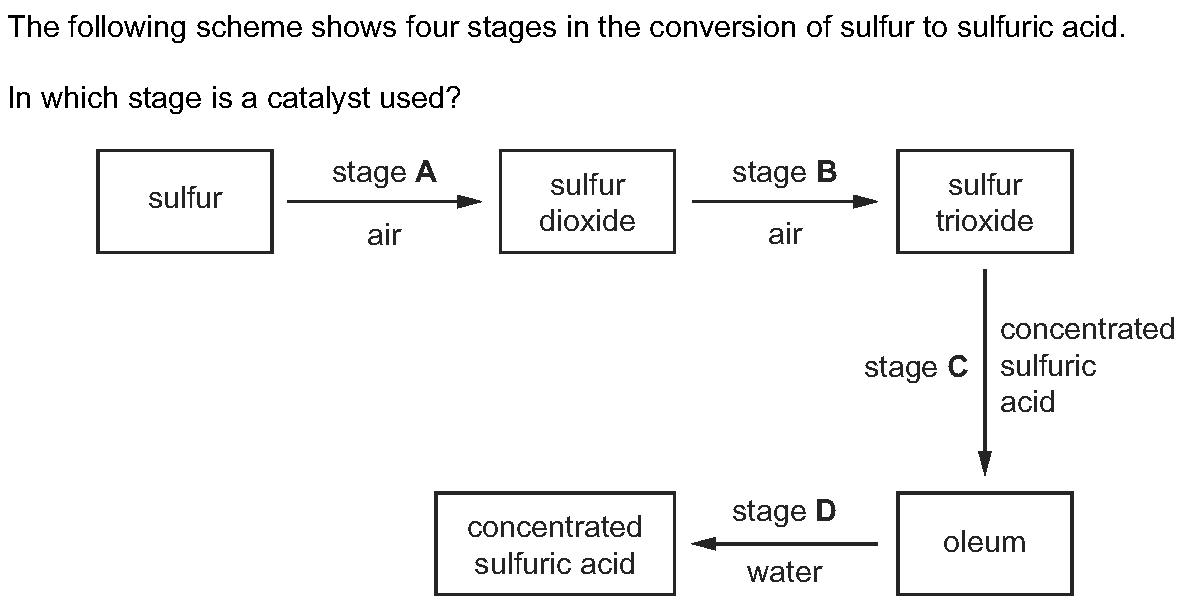 The following scheme shows four stages in the conversion of sulfur to sulfuric acid.
In which stage is a catalyst used?
sulfur
stage A
air
sulfur
dioxide
stage B
air
sulfur
trioxide
stage C
concentrated
sulfuric
acid
concentrated
sulfuric acid
stage D
water
oleum